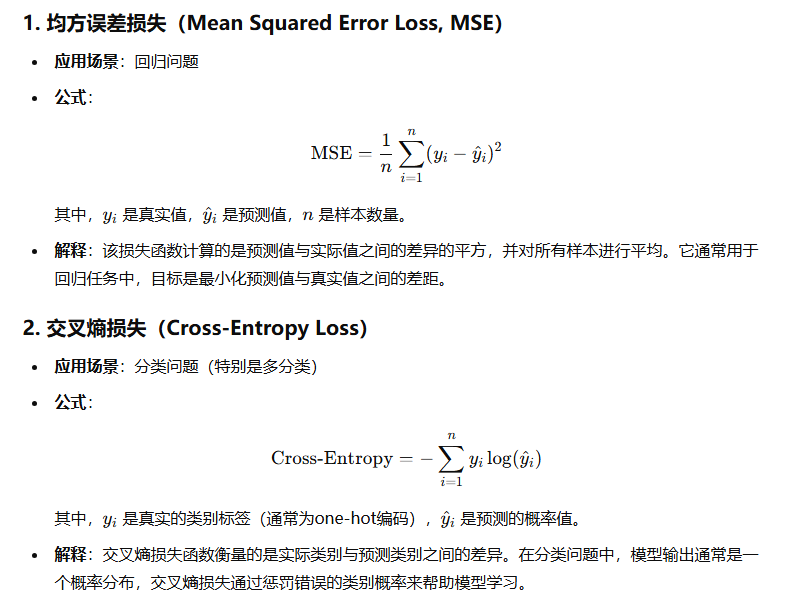 1. 均方误差损失（Mean Squared Error Loss, MSE）
• 应用场景：回归问题
• 公式：
MSE = \frac{1}{n} \sum_{i=1}^{n} (y_i - \hat{y}_i)^2
其中，y_i 是真实值，\hat{y}_i 是预测值，n 是样本数量。
• 解释：该损失函数计算的是预测值与实际值之间的差异的平方，并对所有样本进行平均。它通常用于
回归任务中，目标是最小化预测值与真实值之间的差距。
2. 交叉熵损失（Cross-Entropy Loss）
• 应用场景：分类问题（特别是多分类）
• 公式：
Cross-Entropy = - \sum_{i=1}^{n} y_i \log(\hat{y}_i)
其中，y_i 是真实的类别标签（通常为one-hot编码），\hat{y}_i 是预测的概率值。
• 解释：交叉熵损失函数衡量的是实际类别与预测类别之间的差异。在分类问题中，模型输出通常是一
个概率分布，交叉熵损失通过惩罚错误的类别概率来帮助模型学习。